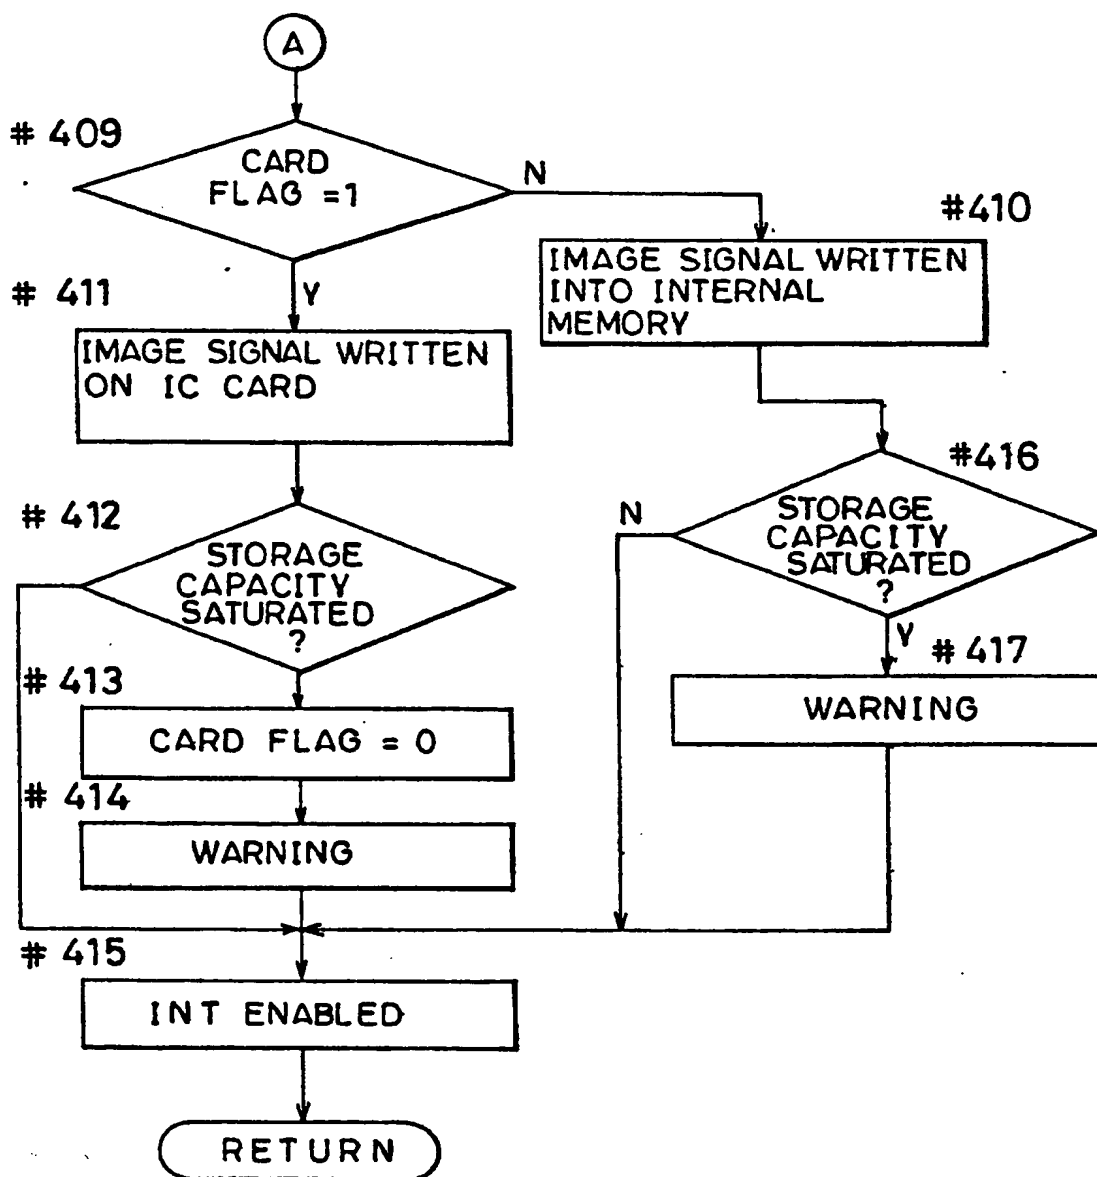 A
# 409
CARD
FLAG =1
N
#410
IMAGE SIGNAL WRITTEN
INTO INTERNAL
MEMORY
# 411
Y
IMAGE SIGNAL WRITTEN
ON IC CARD
#416
N
STORAGE
CAPACITY
SATURATED
?
Y
# 412
STORAGE
CAPACITY
SATURATED
?
# 417
WARNING
# 413
CARD FLAG = 0
# 414
WARNING
# 415
INT ENABLED
RETURN